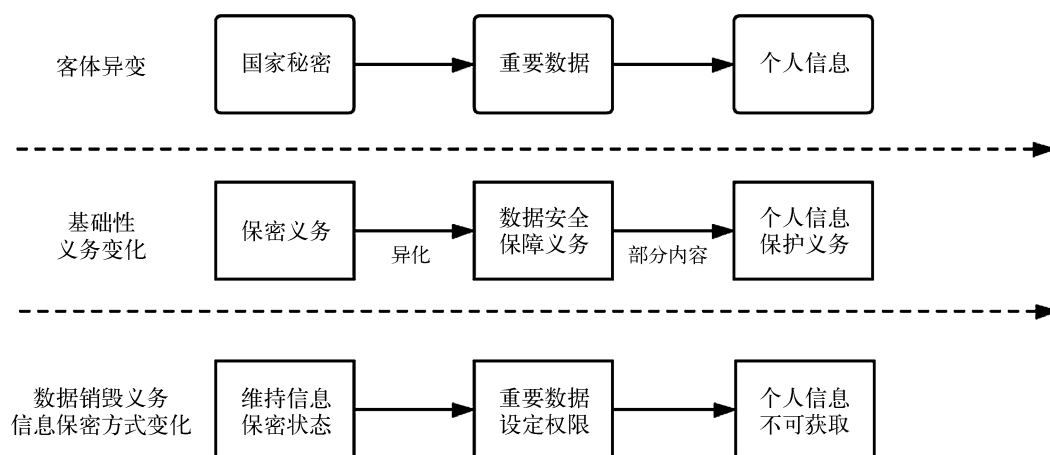 客体异变
国家秘密
重要数据
个人信息
基础性
义务变化
保密义务
异化
数据安全
保障义务
部分内容
个人信息
保护义务
数据销毁义务
信息保密方式变化
维持信息
保密状态
重要数据
设定权限
个人信息
不可获取